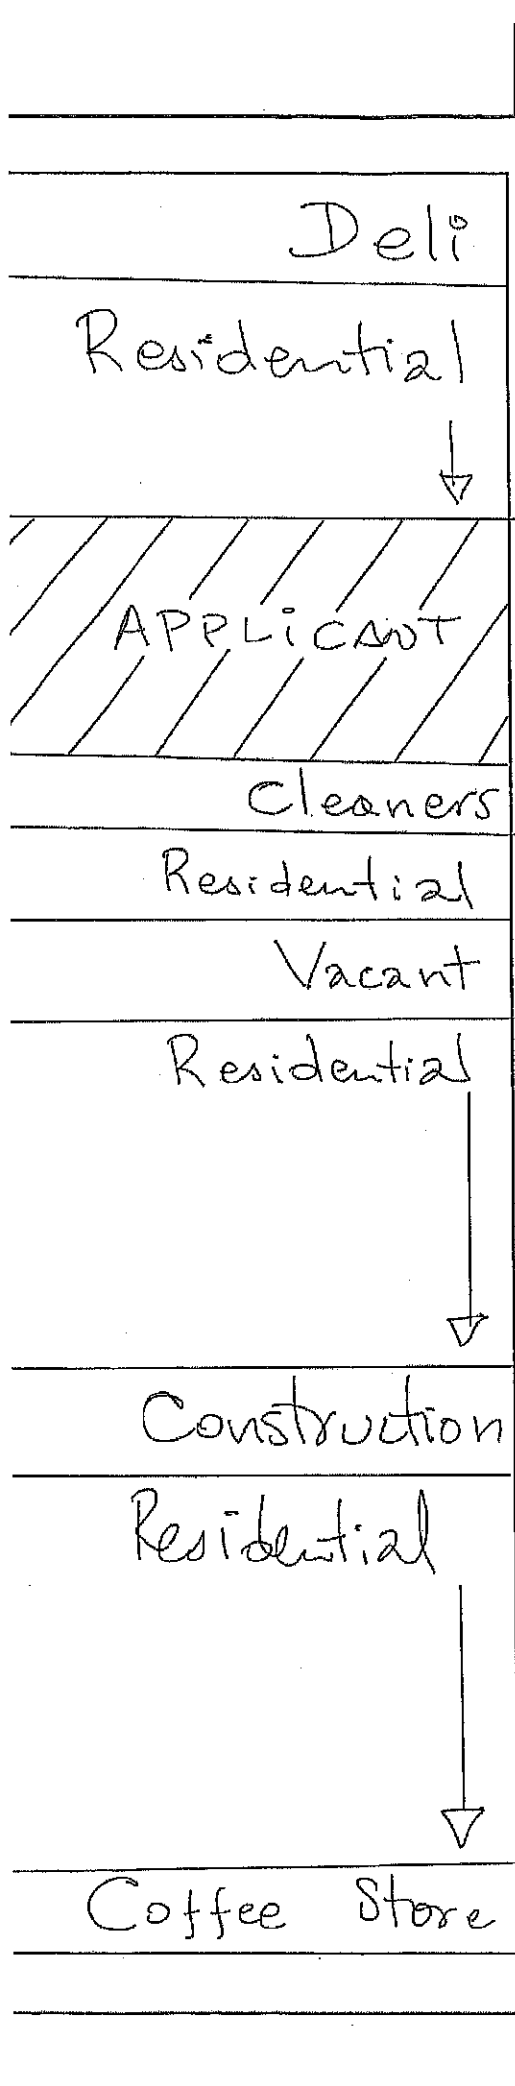 Deli
Residential
APPLiCANT
Cleaners
Residential
Vacant
Residential
Construction
Residential
Coffee Store